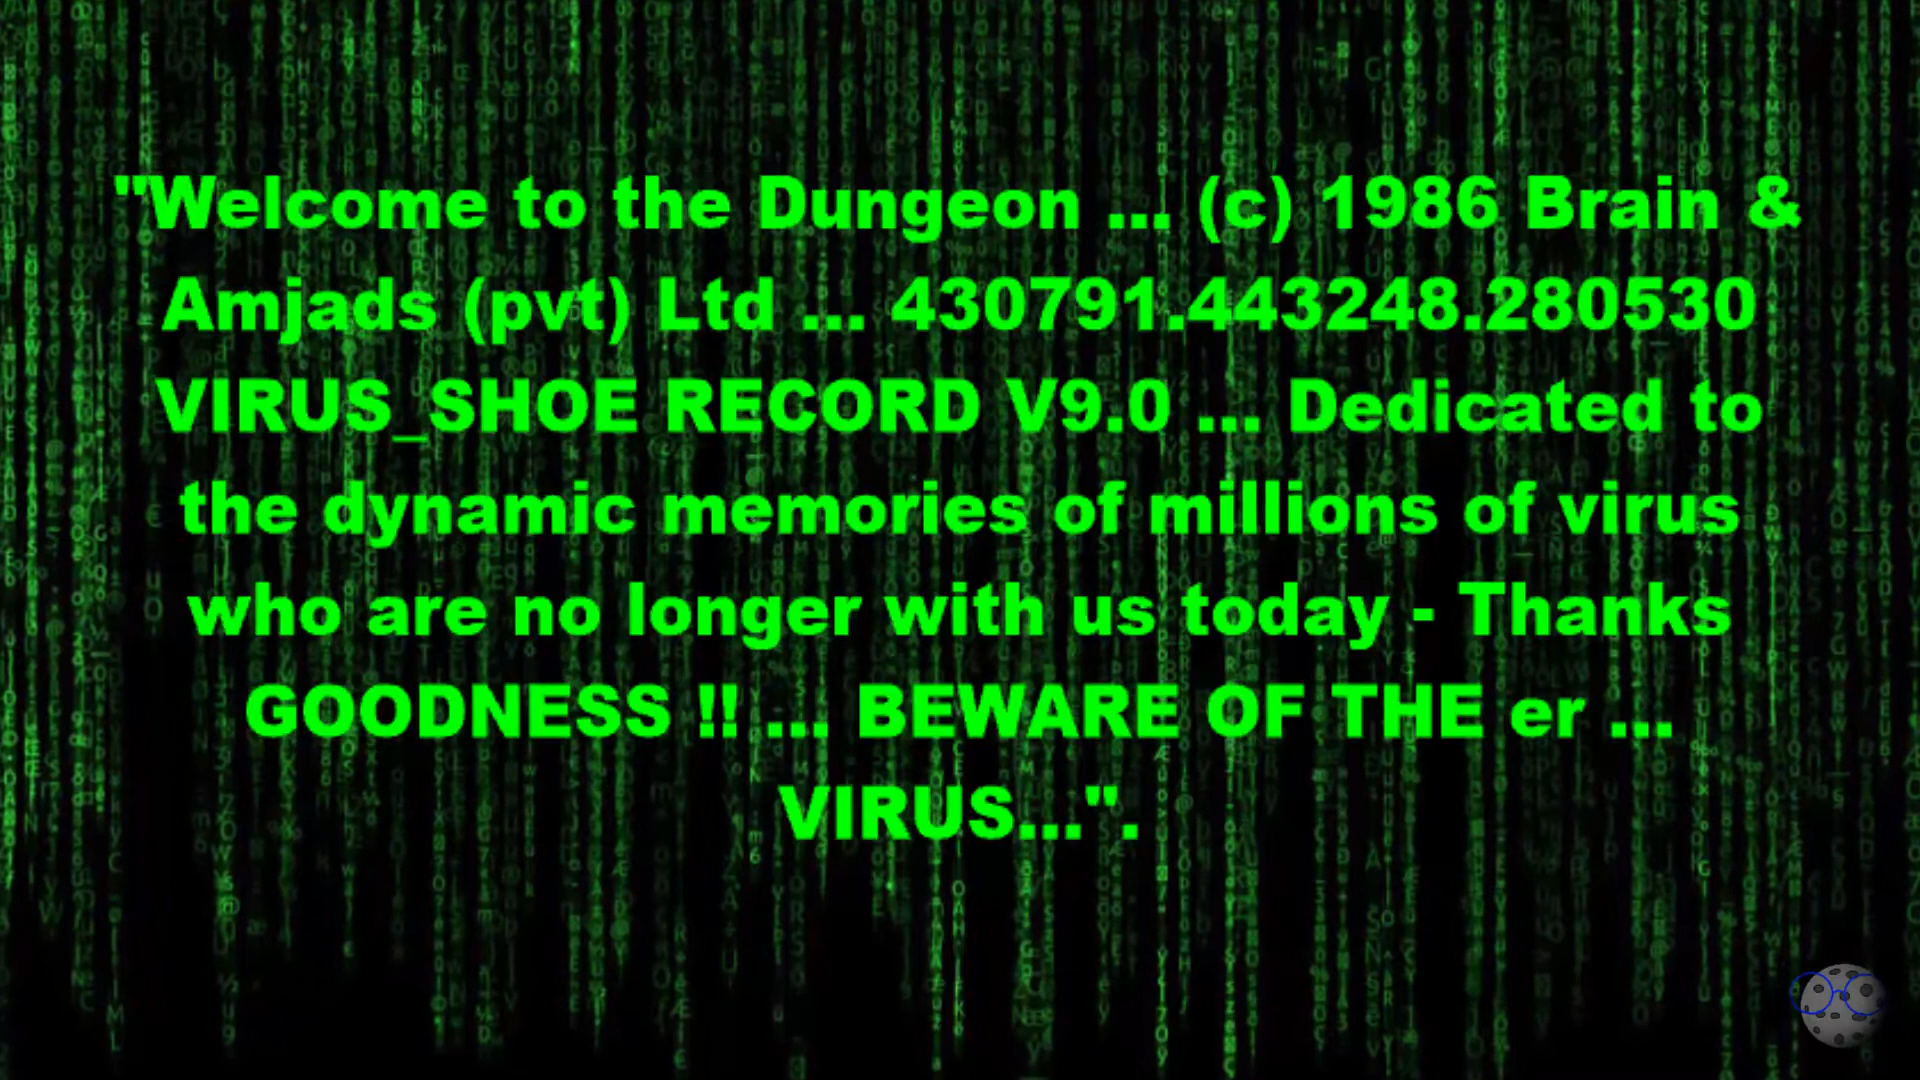 "Welcome to the Dungeon ... (c) 1986 Brain &
Amjads (pvt) Ltd ... 430791.443248.280530
VIRUS_SHOE RECORD V9.0 ... Dedicated to
the dynamic memories of millions of virus
who are no longer with us today - Thanks
GOODNESS !! ... BEWARE OF THE er ...
VIRUS...".